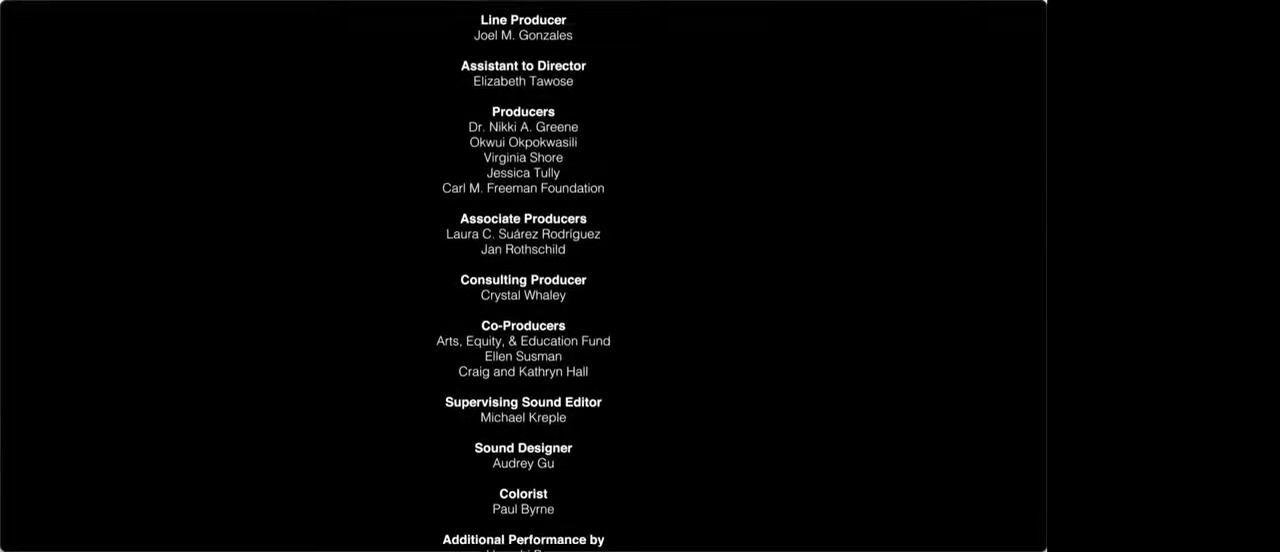 Line Producer
Joel M. Gonzales
Assistant to Director
Elizabeth Tawose
Producers
Dr. Nikki A. Greene
Okwui Okpokwasili
Virginia Shore
Jessica Tully
Carl M. Freeman Foundation
Associate Producers
Laura C. Suárez Rodríguez
Jan Rothschild
Consulting Producer
Crystal Whaley
Co-Producers
Arts, Equity, & Education Fund
Ellen Susman
Craig and Kathryn Hall
Supervising Sound Editor
Michael Kreple
Sound Designer
Audrey Gu
Colorist
Paul Byrne
Additional Performance by